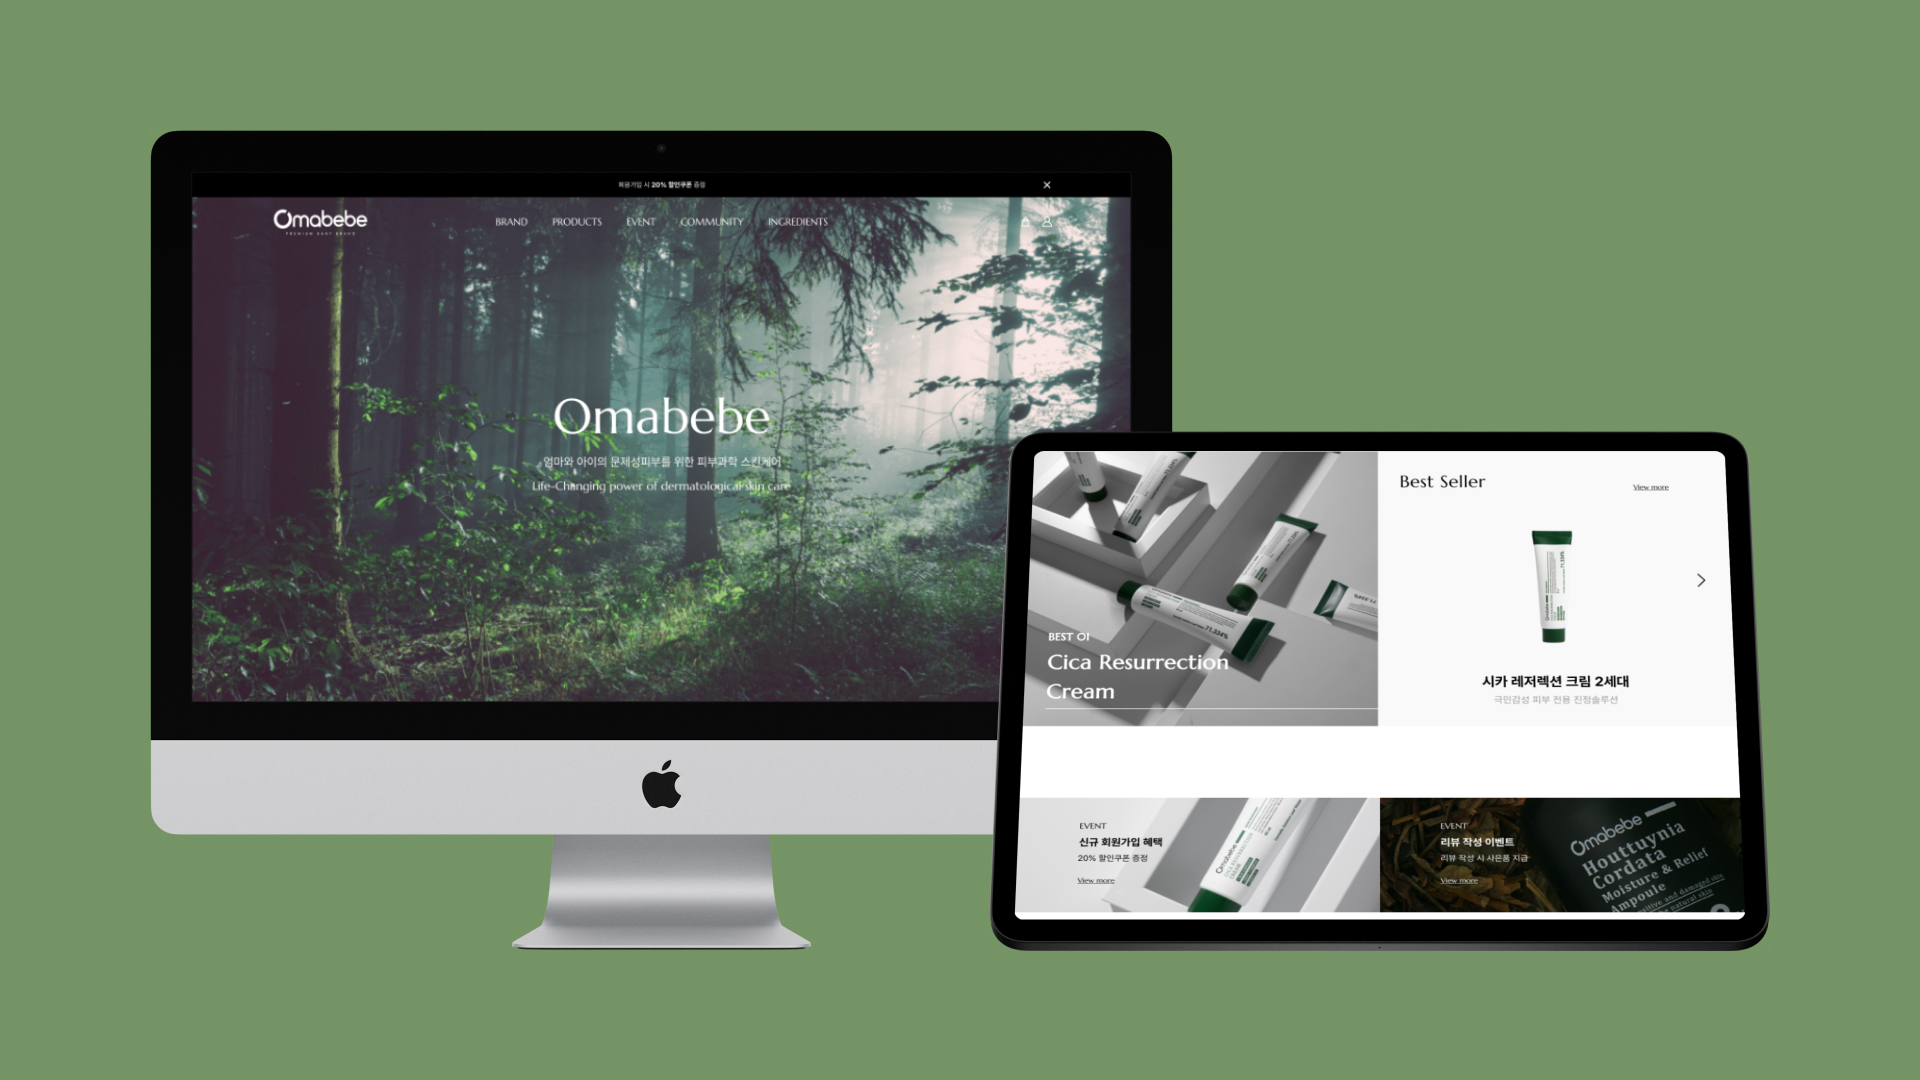 회원가입 시 20% 할인쿠폰 증정
Omabebe
BRAND PRODUCTS EVENT COMMUNITY INGREDIENTS
Omabebe
엄마와 아이의 문제성피부를 위한 피부과학 스킨케어
Life-Changing power of dermatological skin care
BEST 01
Cica Resurrection
Cream
71.334%
Best Seller
View more
시카 레저렉션 크림 2세대
극민감성 피부 전용 진정솔루션
EVENT
신규 회원가입 혜택
20% 할인쿠폰 증정
View more
EVENT
리뷰 작성 이벤트
리뷰 작성 시 사은품 지급
View more
Omabebe
Houttuynia
Cordata
Moisture & Relief
Ampoule